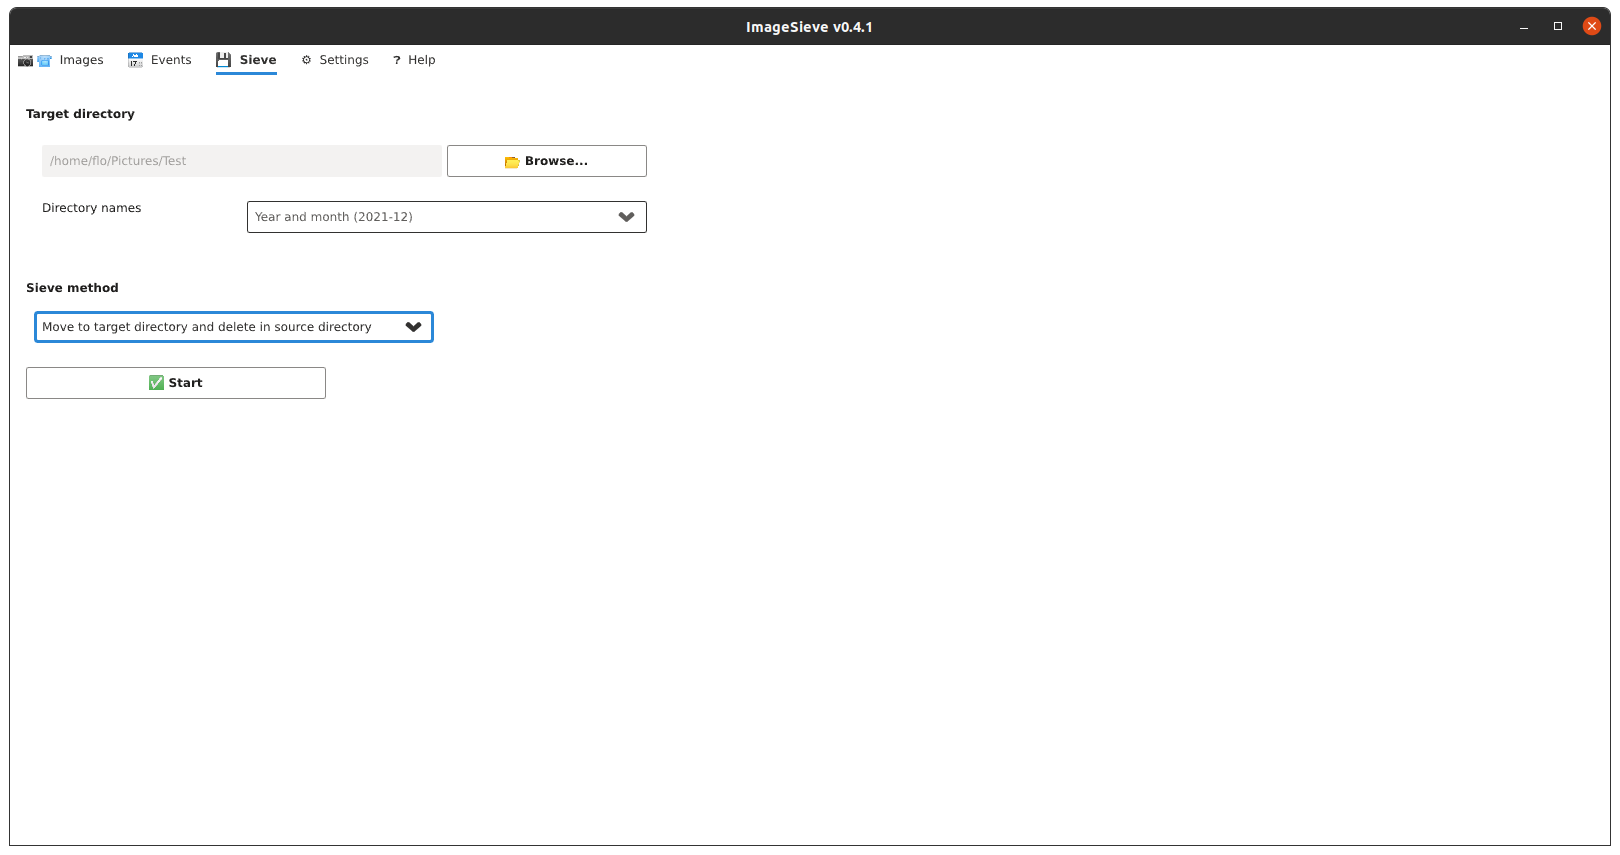 ImageSieve v0.4.1
Images Events Sieve Settings ? Help
Target directory
/home/flo/Pictures/Test Browse...
Directory names Year and month (2021-12)
Sieve method
Move to target directory and delete in source directory
Start